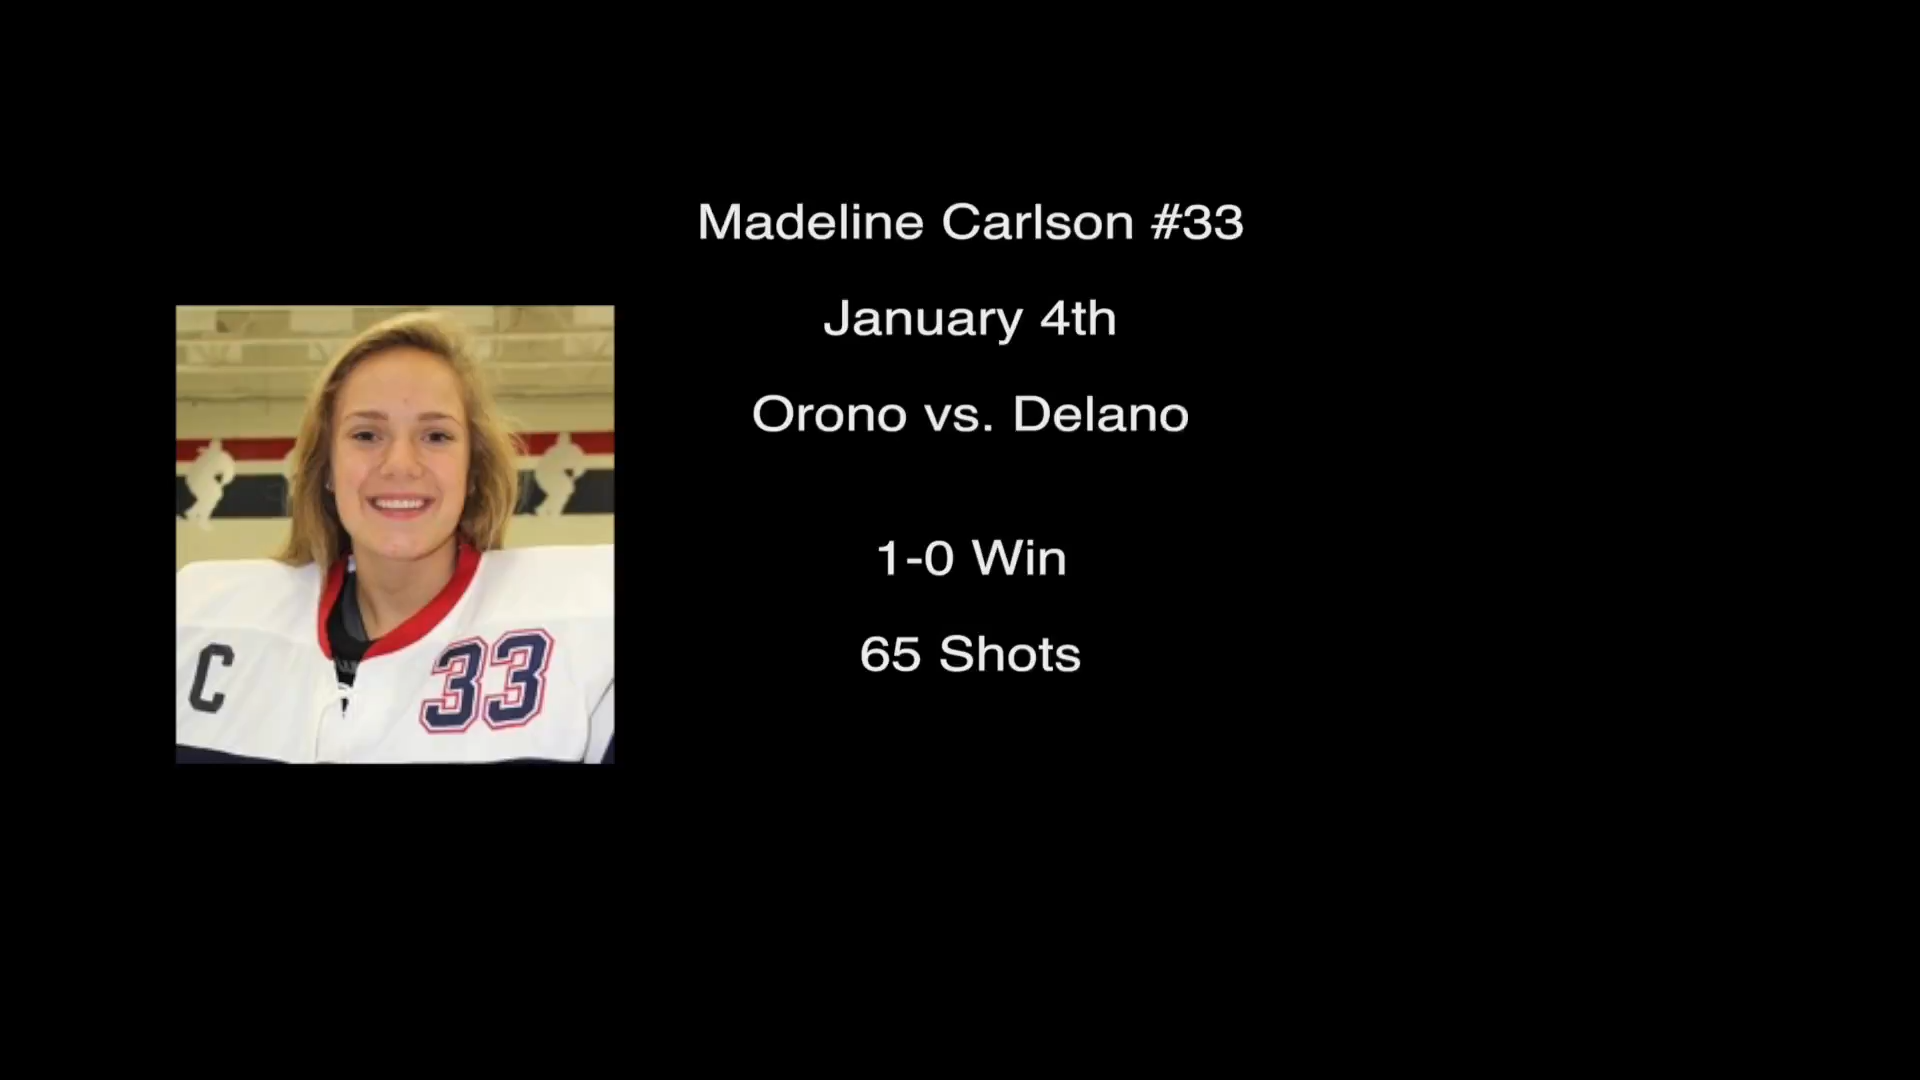 Madeline Carlson #33
January 4th
Orono vs. Delano
1-0 Win
65 Shots
C
33